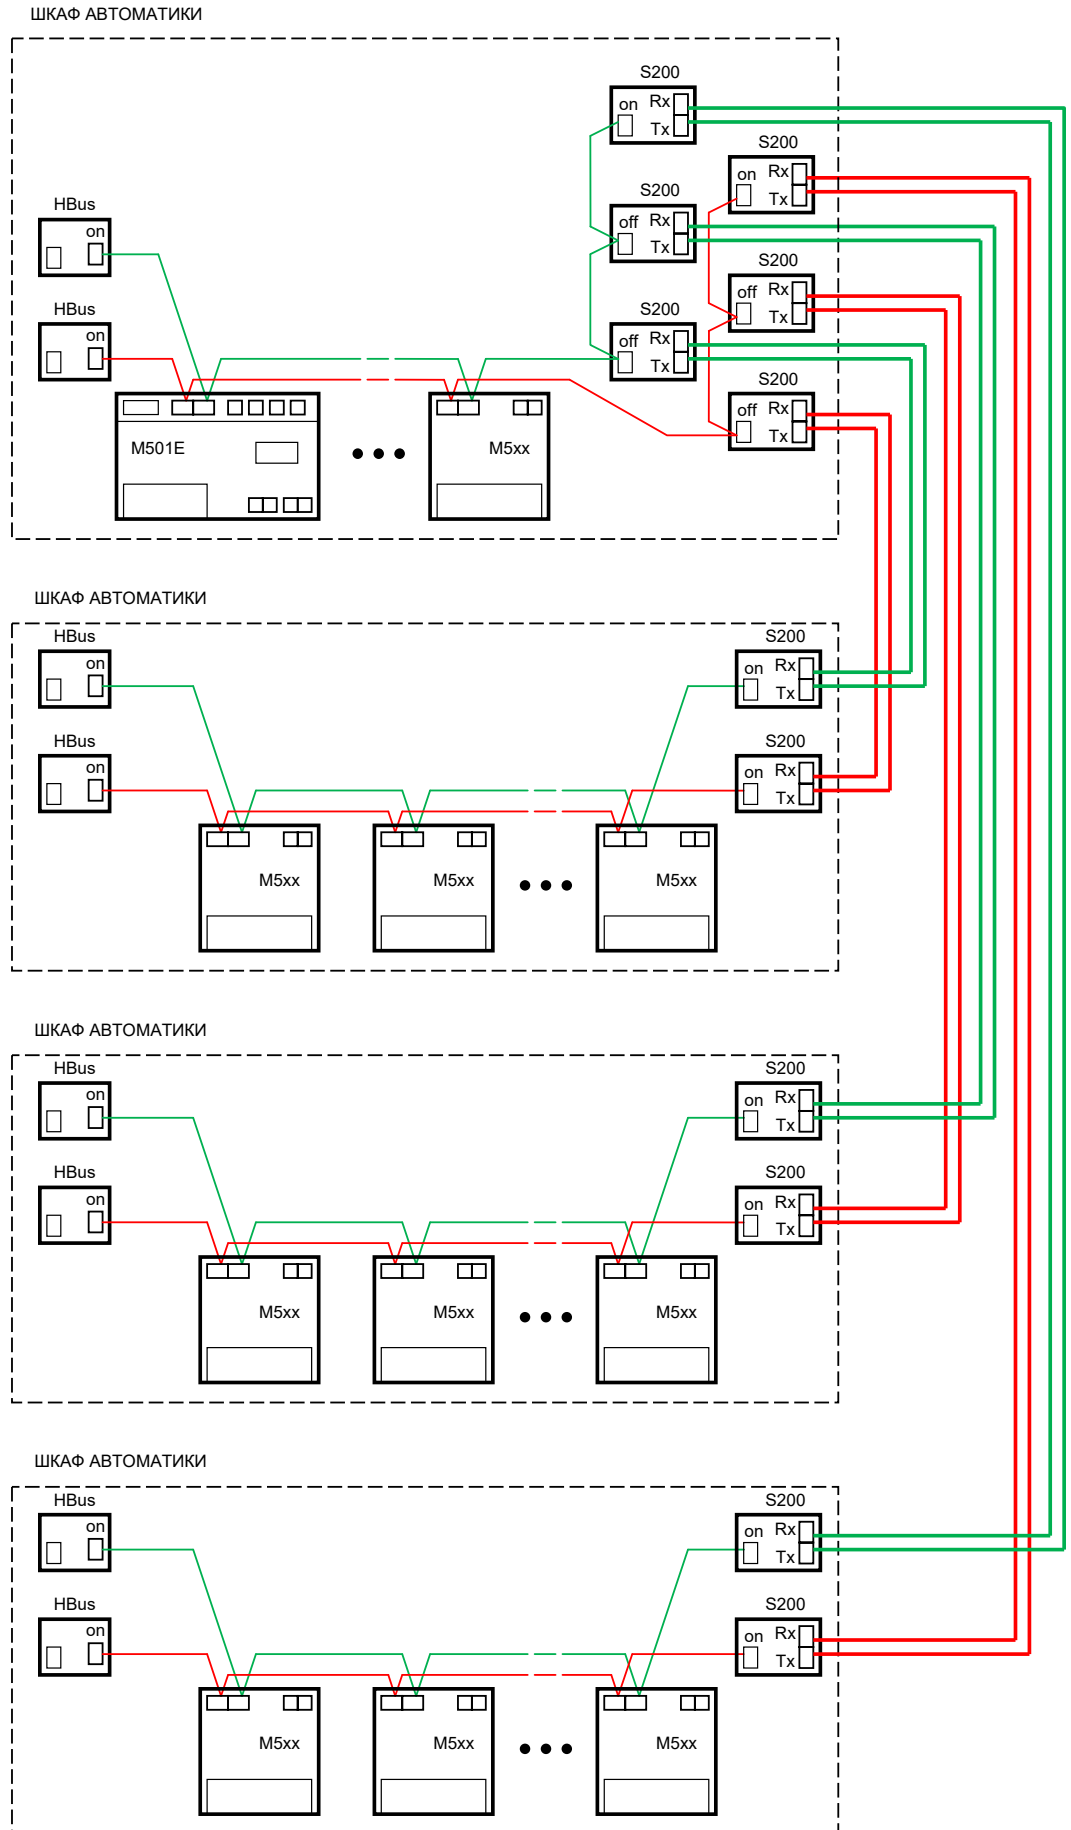 ШКАФ АВТОМАТИКИ
S200
on Rx
Tx
S200
on Rx
Tx
HBus
on
S200
off Rx
Tx
S200
off Rx
Tx
HBus
on
S200
off Rx
Tx
S200
off Rx
Tx
M501E
M5xx
ШКАФ АВТОМАТИКИ
HBus
on
S200
on Rx
Tx
HBus
on
S200
on Rx
Tx
M5xx
M5xx
M5xx
ШКАФ АВТОМАТИКИ
HBus
on
S200
on Rx
Tx
HBus
on
S200
on Rx
Tx
M5xx
M5xx
M5xx
ШКАФ АВТОМАТИКИ
HBus
on
S200
on Rx
Tx
HBus
on
S200
on Rx
Tx
M5xx
M5xx
M5xx